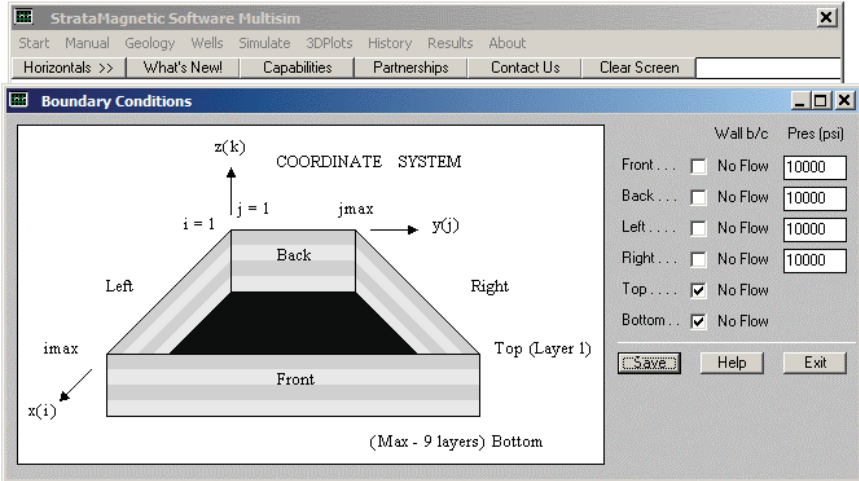 StrataMagnetic Software Multisim
Start Manual Geology Wells Simulate 3DPlots History Results About
Horizontals >> What's New! Capabilities Partnerships Contact Us Clear Screen
Boundary Conditions
z(k)
COORDINATE SYSTEM
j = 1
jmax
i = 1
y(j)
Back
Left
Right
imax
Top (Layer 1)
Front
x(i)
(Max - 9 layers) Bottom
Wall b/c Pres (psi)
Front . . . No Flow 10000
Back . . . No Flow 10000
Left . . . . No Flow 10000
Right . . . No Flow 10000
Top . . . . No Flow
Bottom . . No Flow
Save Help Exit